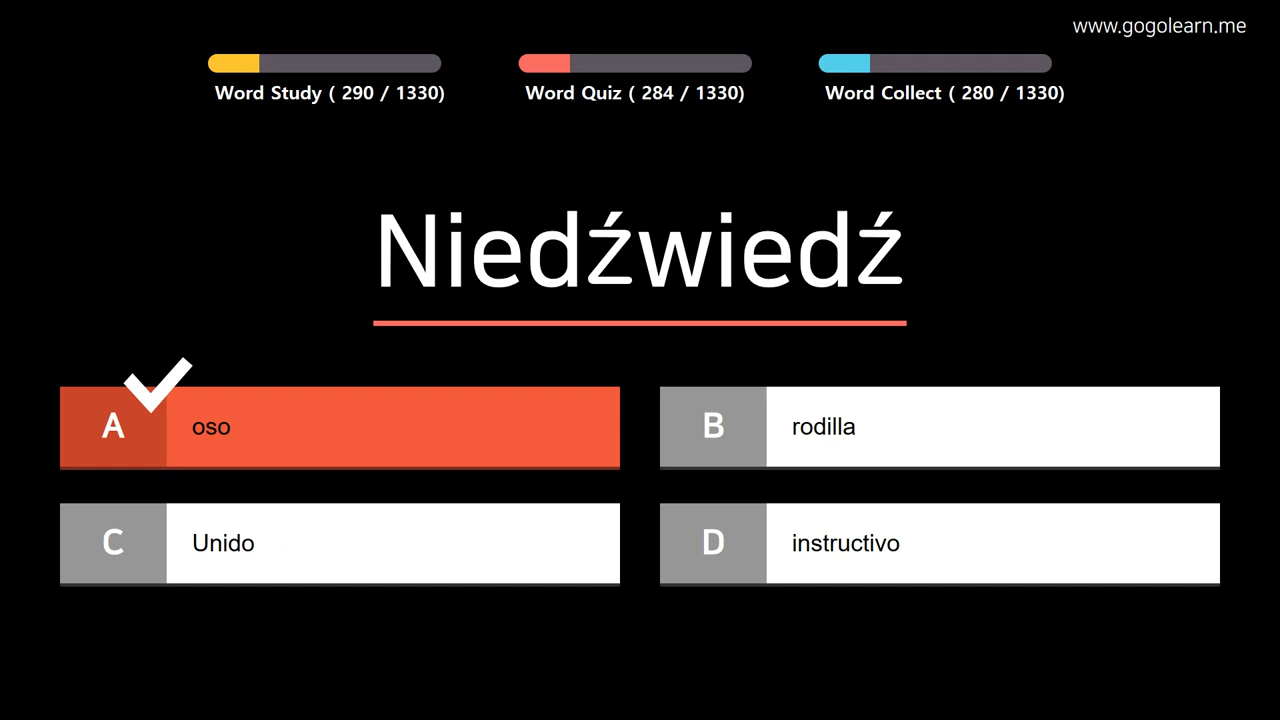 www.gogolearn.me
Word Study ( 290 / 1330)
Word Quiz ( 284 / 1330)
Word Collect ( 280 / 1330)
Niedźwiedź
A
oso
B
rodilla
C
Unido
D
instructivo